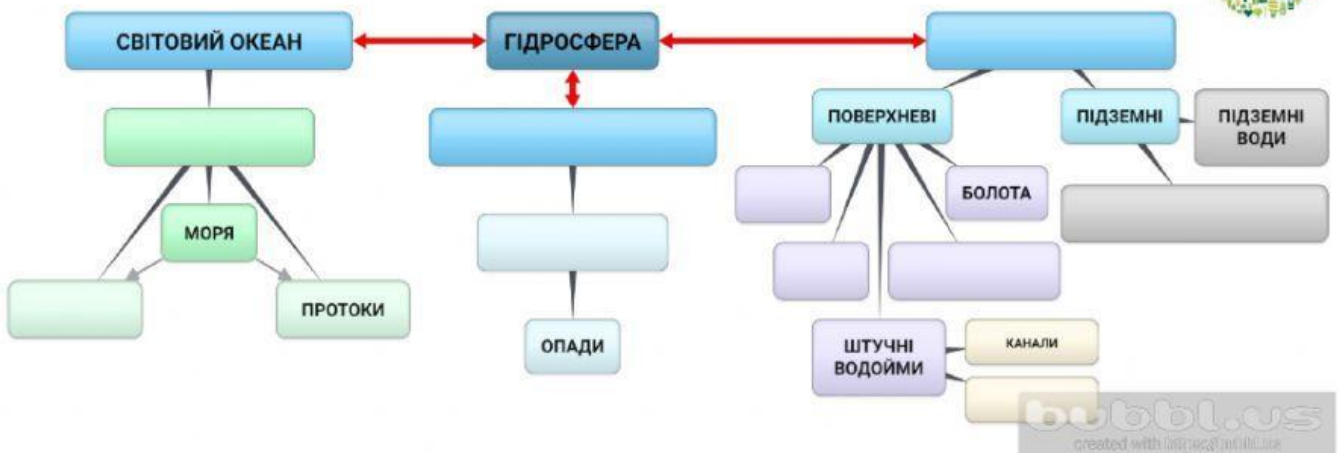 СВІТОВИЙ ОКЕАН
ГІДРОСФЕРА
ПОВЕРХНЕВІ
ПІДЗЕМНІ
ПІДЗЕМНІ
ВОДИ
БОЛОТА
МОРЯ
ПРОТОКИ
ОПАДИ
ШТУЧНІ
ВОДОЙМИ
КАНАЛИ
bubbl.us
created with